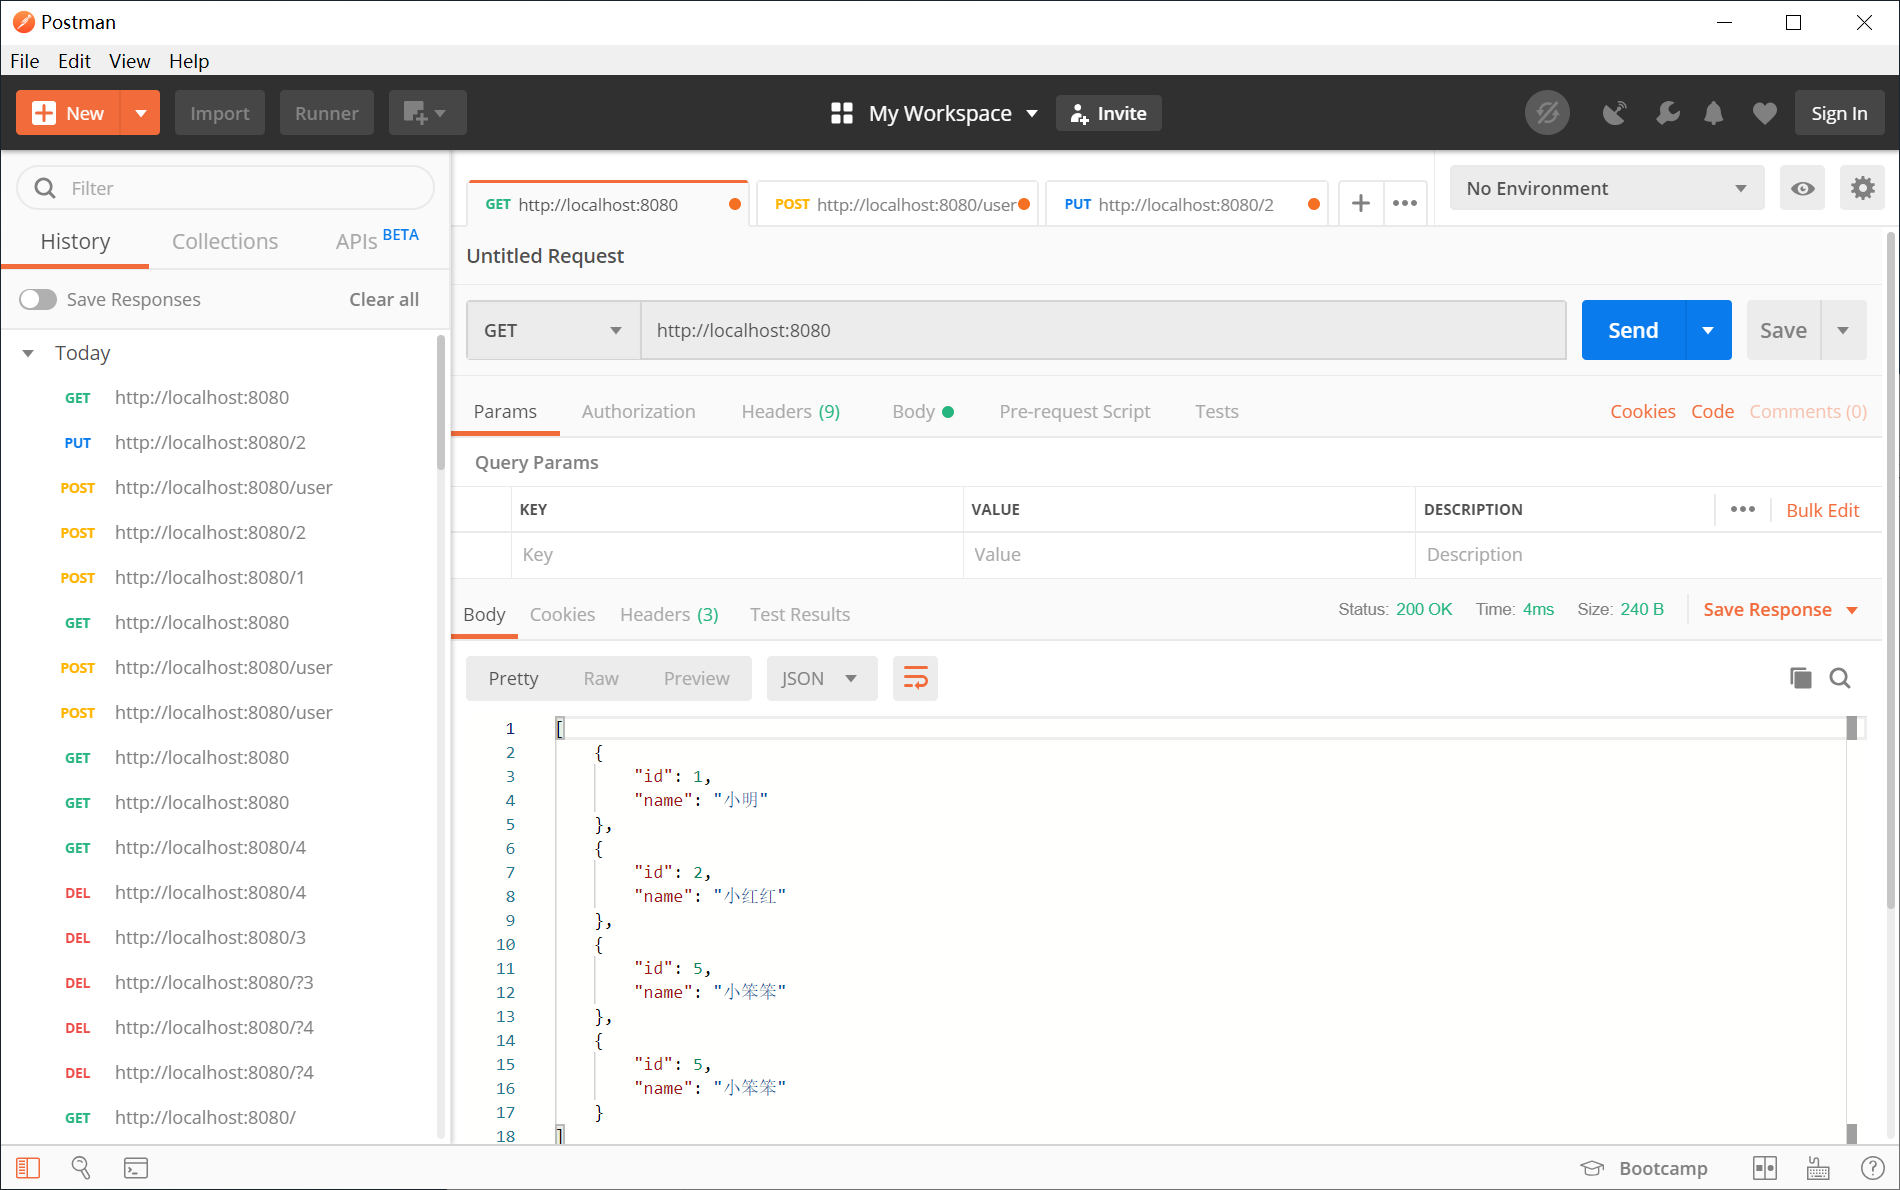 Postman
File Edit View Help
New Import Runner My Workspace Invite Sign In
Filter
History Collections APIs BETA
Save Responses Clear all
Today
GET http://localhost:8080
PUT http://localhost:8080/2
POST http://localhost:8080/user
POST http://localhost:8080/2
POST http://localhost:8080/1
GET http://localhost:8080
POST http://localhost:8080/user
POST http://localhost:8080/user
GET http://localhost:8080
GET http://localhost:8080
GET http://localhost:8080/4
DEL http://localhost:8080/4
DEL http://localhost:8080/3
DEL http://localhost:8080/?3
DEL http://localhost:8080/?4
DEL http://localhost:8080/?4
GET http://localhost:8080/
GET http://localhost:8080 POST http://localhost:8080/user PUT http://localhost:8080/2 No Environment
Untitled Request
GET http://localhost:8080 Send Save
Params Authorization Headers (9) Body Pre-request Script Tests Cookies Code Comments (0)
Query Params
KEY VALUE DESCRIPTION Bulk Edit
Key Value Description
Body Cookies Headers (3) Test Results Status: 200 OK Time: 4ms Size: 240 B Save Response
Pretty Raw Preview JSON
1 [
2 {
3 "id": 1,
4 "name": "小明"
5 },
6 {
7 "id": 2,
8 "name": "小红红"
9 },
10 {
11 "id": 5,
12 "name": "小笨笨"
13 },
14 {
15 "id": 5,
16 "name": "小笨笨"
17 }
18 ]
Bootcamp